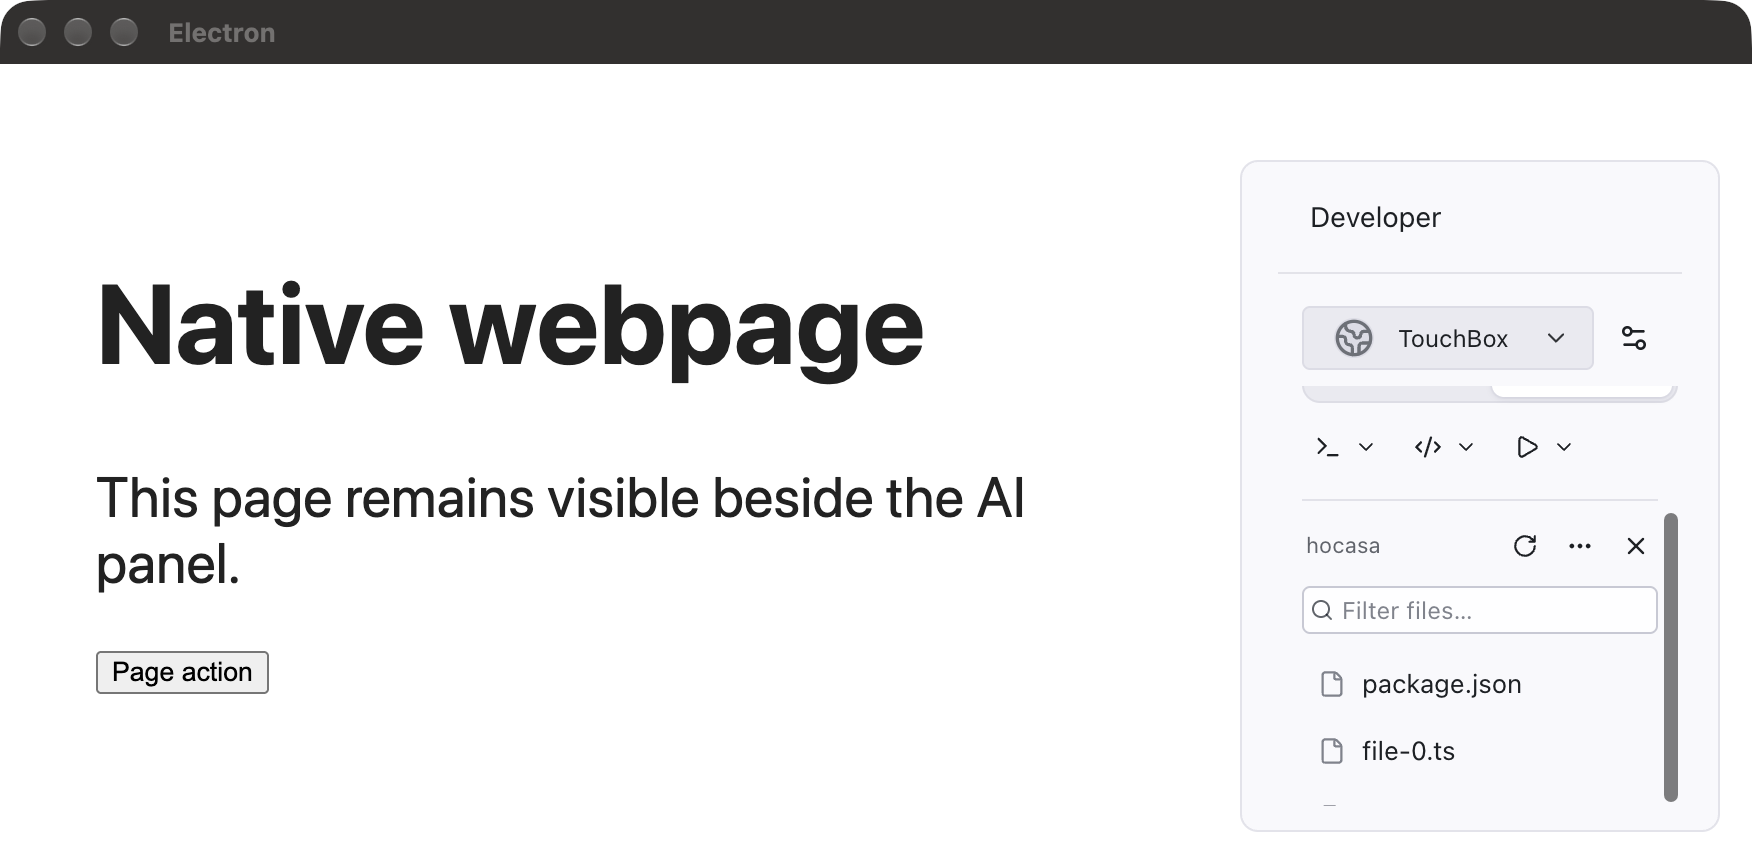 Electron
Native webpage
This page remains visible beside the AI
panel.
Page action
Developer
TouchBox
hocasa
Filter files...
package.json
file-0.ts